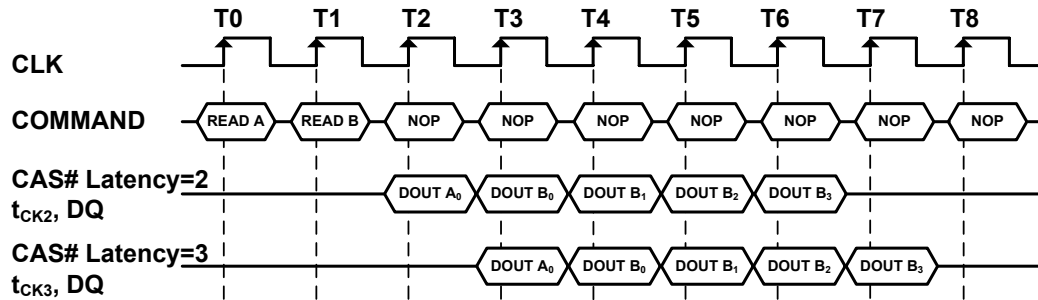 T0 T1 T2 T3 T4 T5 T6 T7 T8
CLK
COMMAND READ A READ B NOP NOP NOP NOP NOP NOP NOP
CAS# Latency=2
t_CK2, DQ DOUT A₀ DOUT B₀ DOUT B₁ DOUT B₂ DOUT B₃
CAS# Latency=3
t_CK3, DQ DOUT A₀ DOUT B₀ DOUT B₁ DOUT B₂ DOUT B₃